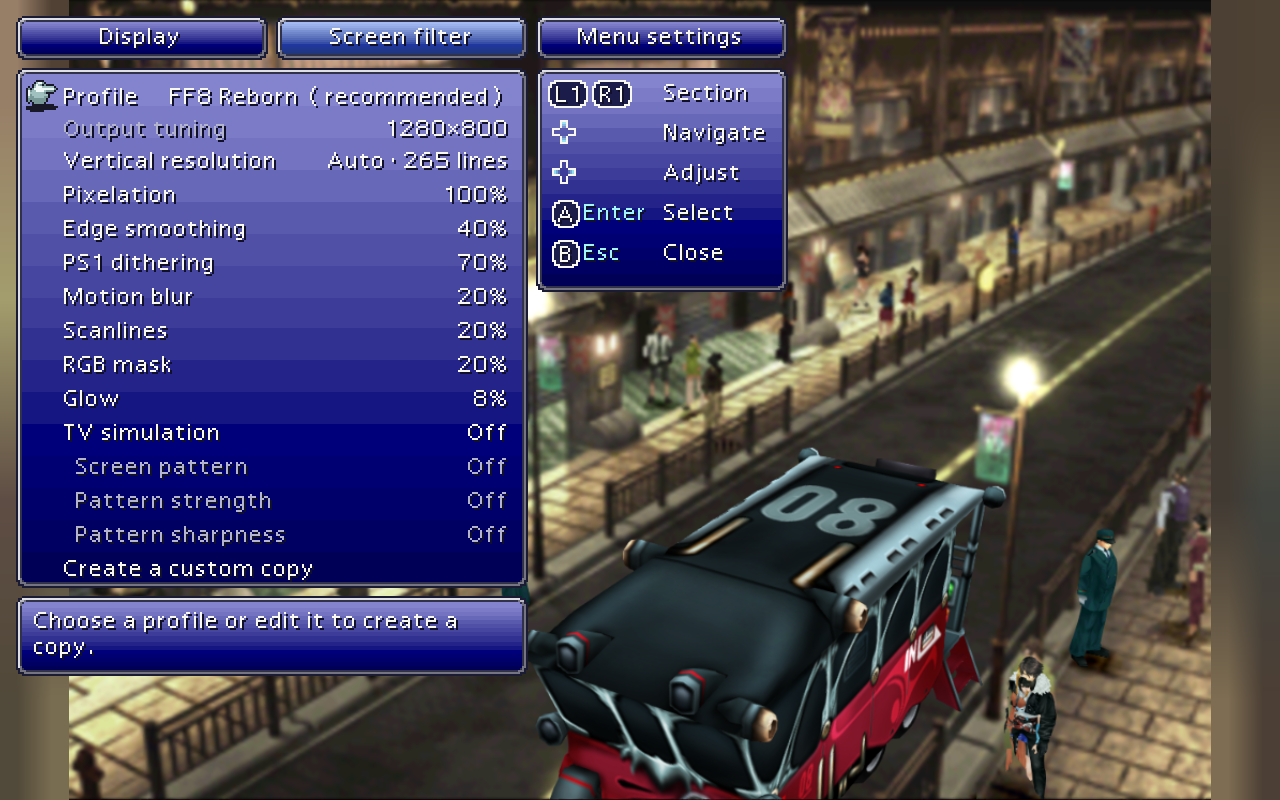 Display
Screen filter
Menu settings
Profile FF8 Reborn (recommended)
Output tuning 1280×800
Vertical resolution Auto · 265 lines
Pixelation 100%
Edge smoothing 40%
PS1 dithering 70%
Motion blur 20%
Scanlines 20%
RGB mask 20%
Glow 8%
TV simulation Off
Screen pattern Off
Pattern strength Off
Pattern sharpness Off
Create a custom copy
Choose a profile or edit it to create a
copy.
L1 R1 Section
Navigate
Adjust
A Enter Select
B Esc Close
08